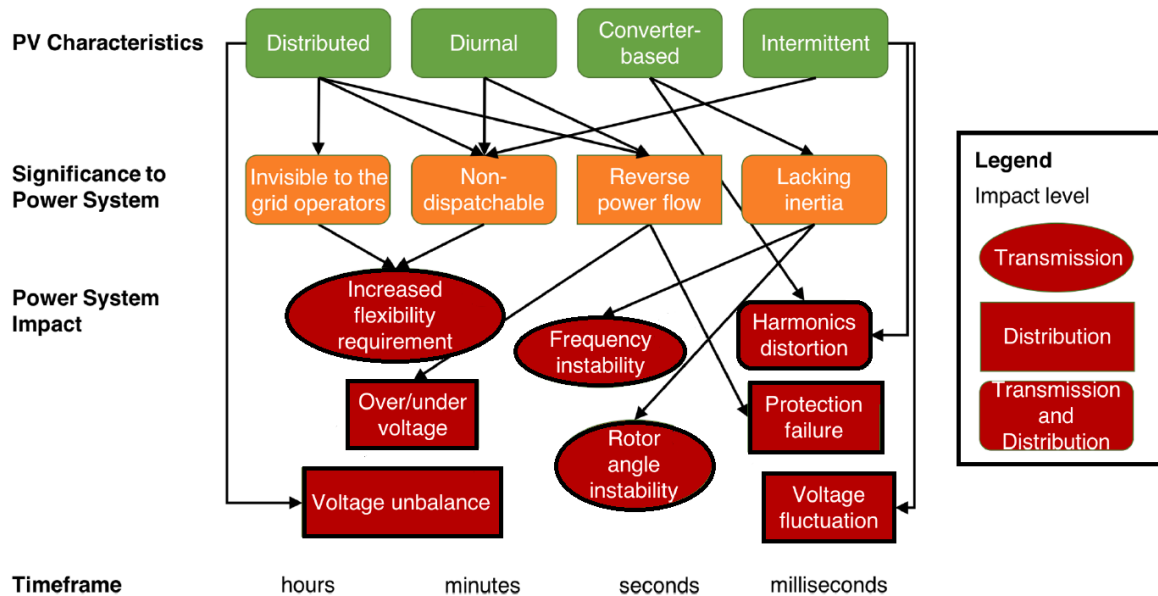 PV Characteristics
Distributed
Diurnal
Converter-
based
Intermittent
Significance to
Power System
Invisible to the
grid operators
Non-
dispatchable
Reverse
power flow
Lacking
inertia
Power System
Impact
Increased
flexibility
requirement
Frequency
instability
Harmonics
distortion
Over/under
voltage
Protection
failure
Rotor
angle
instability
Voltage unbalance
Voltage
fluctuation
Timeframe
hours
minutes
seconds
milliseconds
Legend
Impact level
Transmission
Distribution
Transmission
and
Distribution